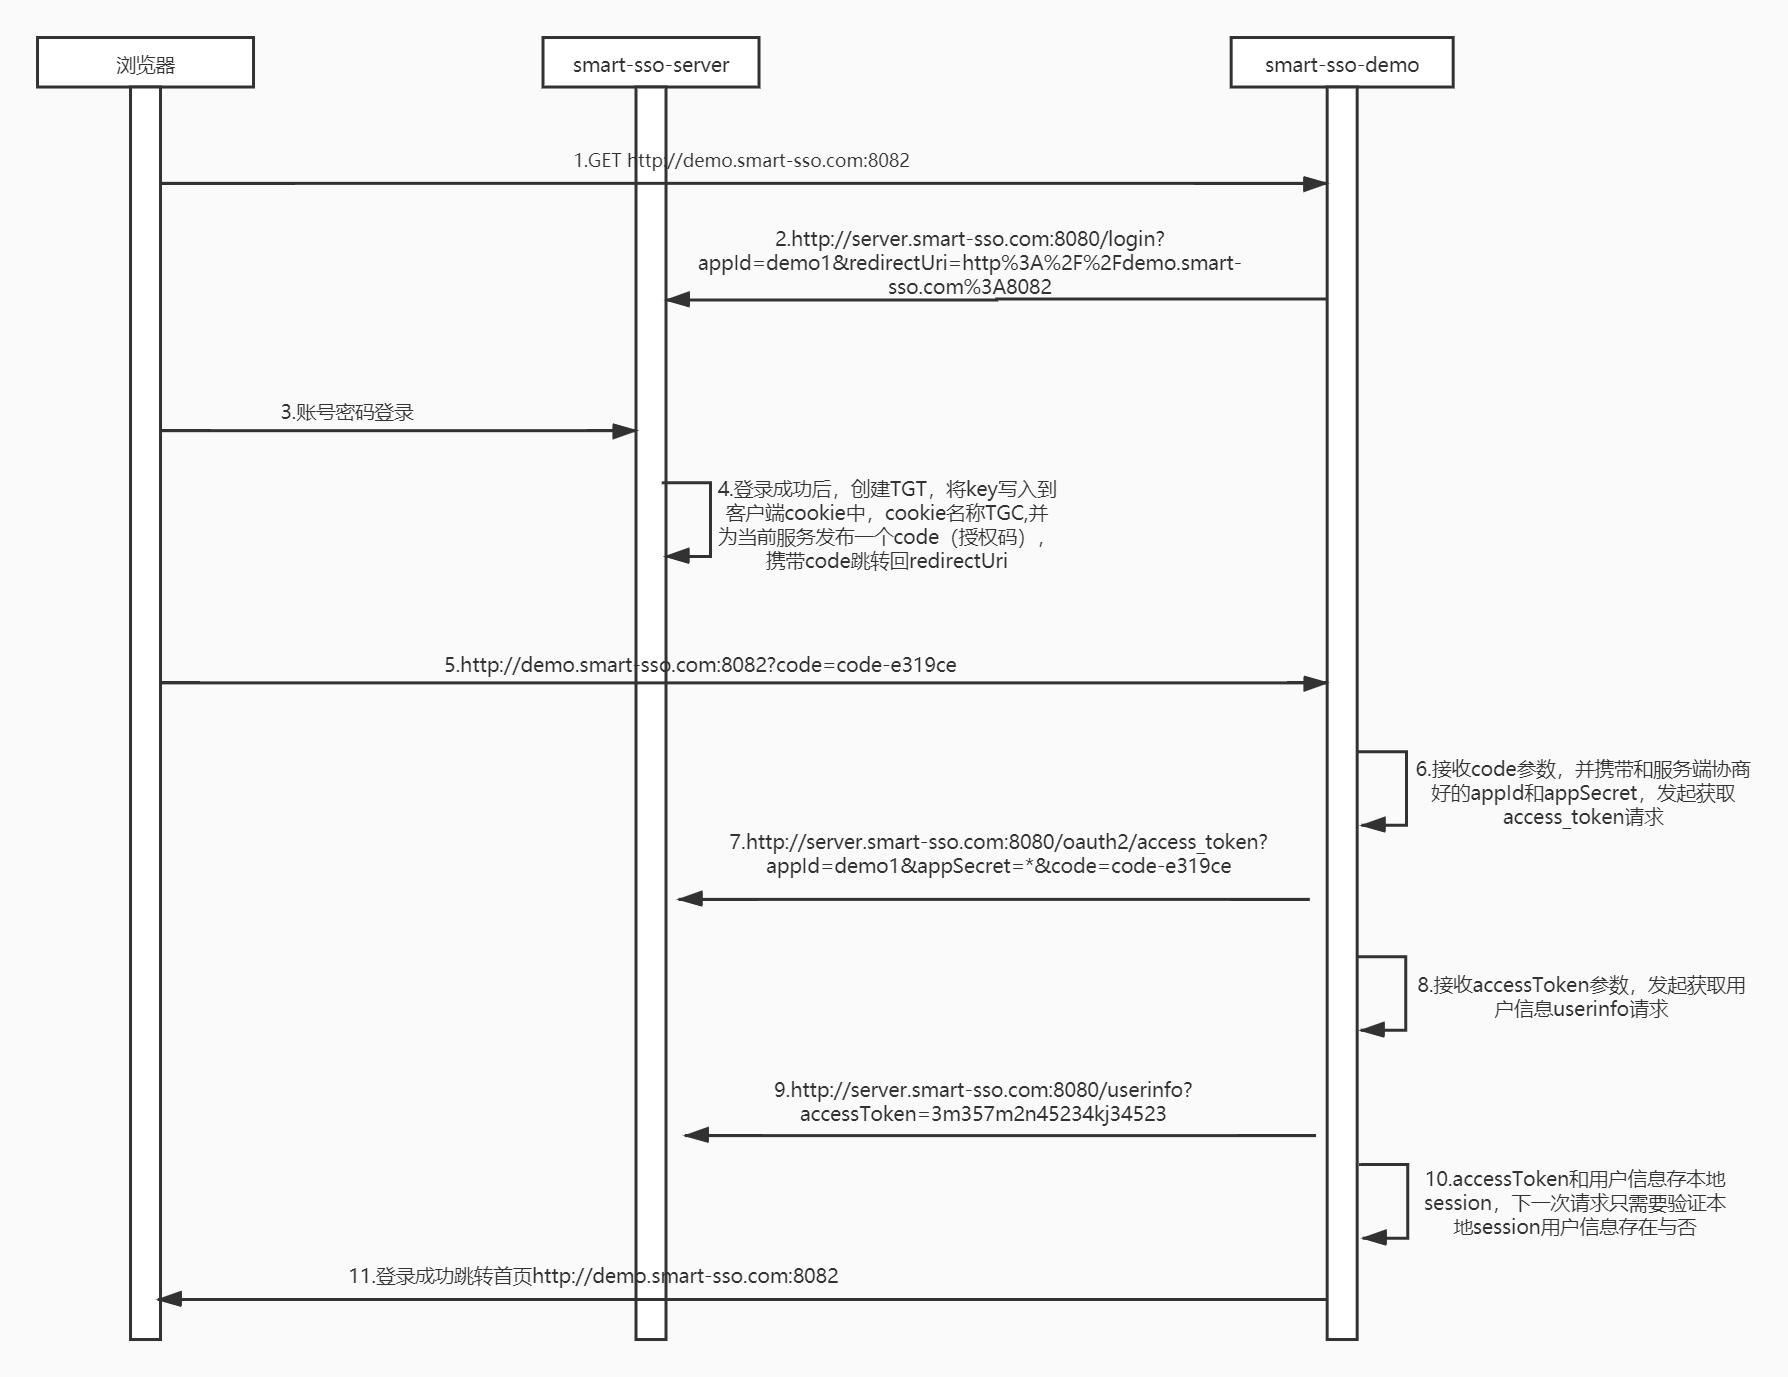 浏览器
smart-sso-server
smart-sso-demo
1.GET http://demo.smart-sso.com:8082
2.http://server.smart-sso.com:8080/login?
appId=demo1&redirectUri=http%3A%2F%2Fdemo.smart-
sso.com%3A8082
3.账号密码登录
4.登录成功后，创建TGT，将key写入到
客户端cookie中，cookie名称TGC,并
为当前服务发布一个code（授权码），
携带code跳转回redirectUri
5.http://demo.smart-sso.com:8082?code=code-e319ce
6.接收code参数，并携带和服务端协商
好的appId和appSecret，发起获取
access_token请求
7.http://server.smart-sso.com:8080/oauth2/access_token?
appId=demo1&appSecret=*&code=code-e319ce
8.接收accessToken参数，发起获取用
户信息userinfo请求
9.http://server.smart-sso.com:8080/userinfo?
accessToken=3m357m2n45234kj34523
10.accessToken和用户信息存本地
session，下一次请求只需要验证本
地session用户信息存在与否
11.登录成功跳转首页http://demo.smart-sso.com:8082